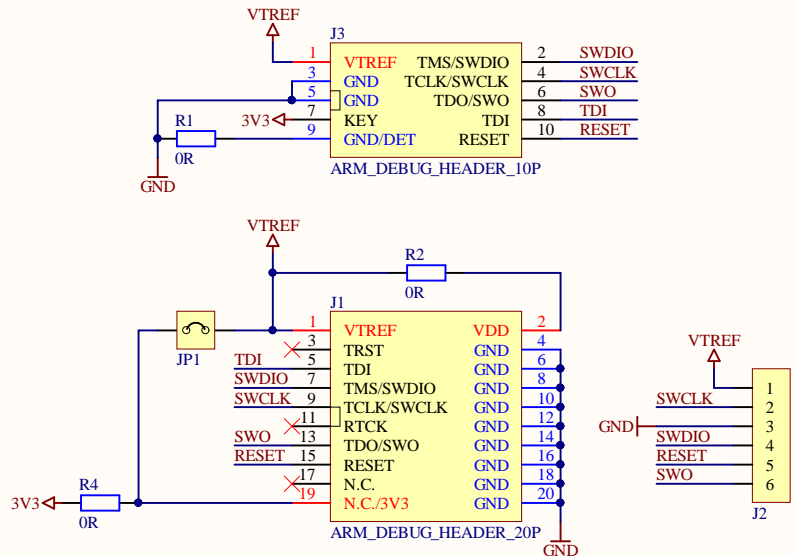 VTREF
J3
1 VTREF TMS/SWDIO 2 SWDIO
3 GND TCLK/SWCLK 4 SWCLK
5 GND TDO/SWO 6 SWO
3V3 7 KEY TDI 8 TDI
R1 9 GND/DET RESET 10 RESET
0R
GND
ARM_DEBUG_HEADER_10P
VTREF
R2
0R
J1
1 VTREF VDD 2
JP1
3 TRST GND 4
TDI 5 TDI GND 6
SWDIO 7 TMS/SWDIO GND 8
SWCLK 9 TCLK/SWCLK GND 10
11 RTCK GND 12
SWO 13 TDO/SWO GND 14
RESET 15 RESET GND 16
17 N.C. GND 18
R4
3V3 19 N.C./3V3 GND 20
0R
ARM_DEBUG_HEADER_20P
GND
VTREF
1
SWCLK 2
GND 3
SWDIO 4
RESET 5
SWO 6
J2